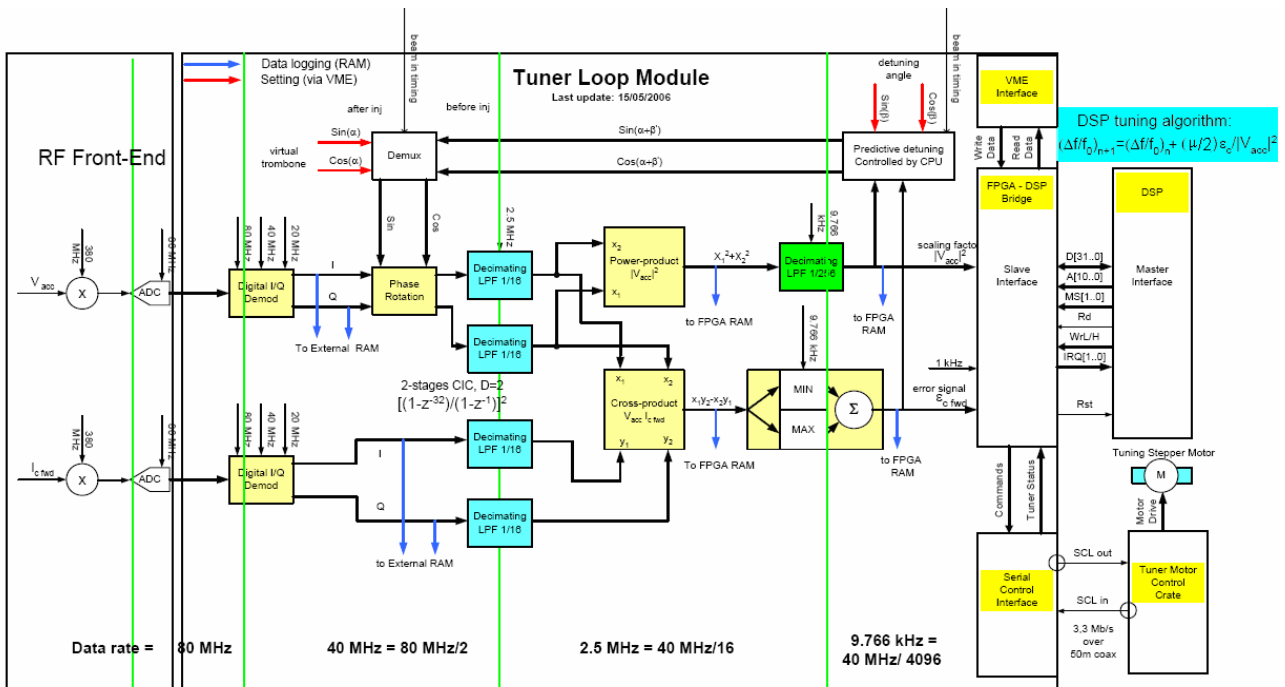 beam in timing
beam in timing
Data logging (RAM)
Setting (via VME)
Tuner Loop Module
Last update: 15/05/2006
after inj
before inj
detuning
angle
Sin(β)
Cos(β)
VME
Interface
DSP tuning algorithm:
(Δf/f₀)ₙ₊₁=(Δf/f₀)ₙ+(μ/2)εc/|Vacc|²
RF Front-End
virtual
trombone
Sin(α)
Cos(α)
Demux
Sin(α+β)
Cos(α+β)
Predictive detuning
Controlled by CPU
Write
Data
Read
Data
FPGA - DSP
Bridge
DSP
Sin
Cos
380
MHz
80 MHz
40 MHz
20 MHz
2.5 MHz
9.766
kHz
V acc
X
ADC
Digital I/Q
Demod
I
Q
Phase
Rotation
Decimating
LPF 1/16
x₂
Power-product
|Vacc|²
x₁
X₁²+X₂²
Decimating
scaling facto
|Vacc|²
Slave
Interface
Master
Interface
D[31..0]
A[10..0]
MS[1..0]
Rd
WrL/H
IRQ[1..0]
Rst
to FPGA
RAM
to FPGA
RAM
To External RAM
Decimating
LPF 1/16
9.766 kHz
1 kHz
2-stages CIC, D=2
[(1-z⁻³²)/(1-z⁻¹)]²
x₁
x₂
Cross-product
Vacc Ic fwd
y₁
y₂
x₁y₂-x₂y₁
MIN
MAX
Σ
error signal
εc fwd
To FPGA
RAM
to FPGA
RAM
380
MHz
80 MHz
40 MHz
20 MHz
I c fwd
X
ADC
Digital I/Q
Demod
I
Q
Decimating
LPF 1/16
Decimating
LPF 1/16
to External RAM
Commands
Tuner Status
Tuning Stepper Motor
M
Motor
Drive
Serial
Control
Interface
SCL out
SCL in
3,3 Mb/s
over
50m coax
Tuner Motor
Control
Crate
Data rate =
80 MHz
40 MHz = 80 MHz/2
2.5 MHz = 40 MHz/16
9.766 kHz =
40 MHz/ 4096